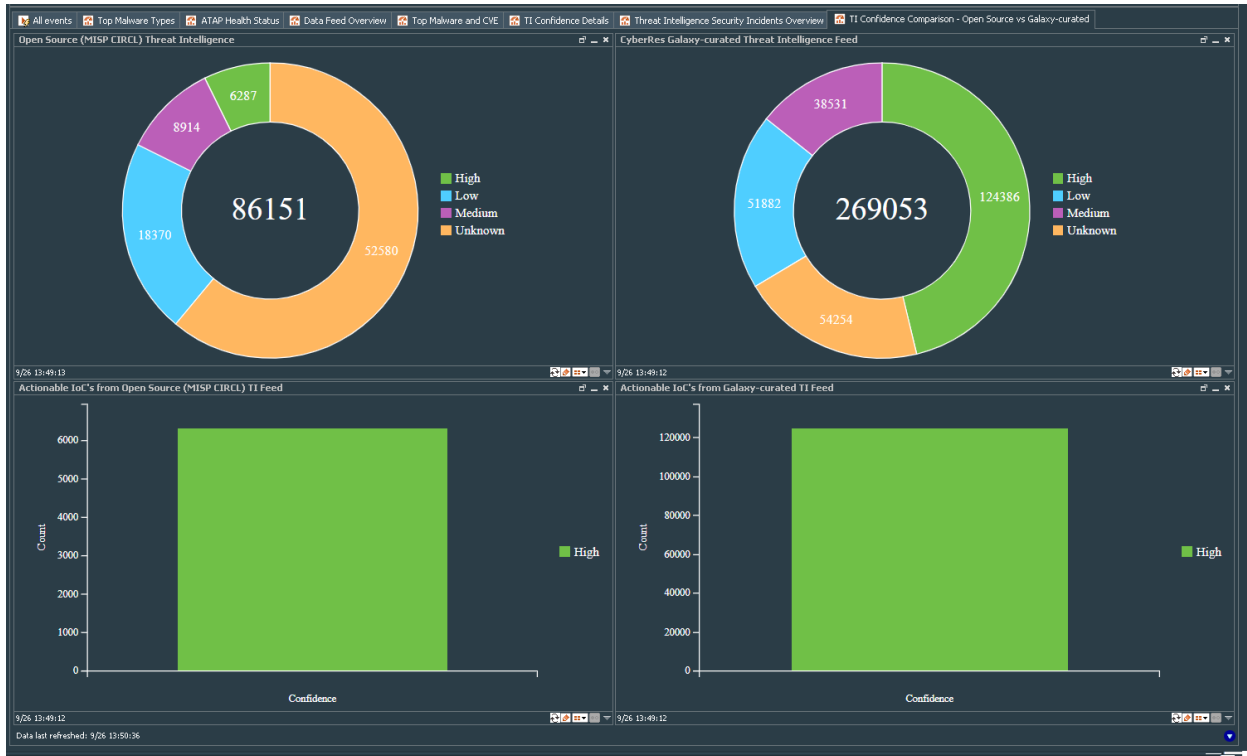 All events Top Malware Types ATAP Health Status Data Feed Overview Top Malware and CVE TI Confidence Details Threat Intelligence Security Incidents Overview TI Confidence Comparison - Open Source vs Galaxy-curated
Open Source (MISP CIRCL) Threat Intelligence
6287
8914
18370
52580
86151
High
Low
Medium
Unknown
9/26 13:49:13
CyberRes Galaxy-curated Threat Intelligence Feed
38531
51882
124386
54254
269053
High
Low
Medium
Unknown
9/26 13:49:12
Actionable IoC's from Open Source (MISP CIRCL) TI Feed
6000
5000
4000
3000
2000
1000
0
Count
Confidence
High
9/26 13:49:12
Actionable IoC's from Galaxy-curated TI Feed
120000
100000
80000
60000
40000
20000
0
Count
Confidence
High
9/26 13:49:12
Data last refreshed: 9/26 13:50:36